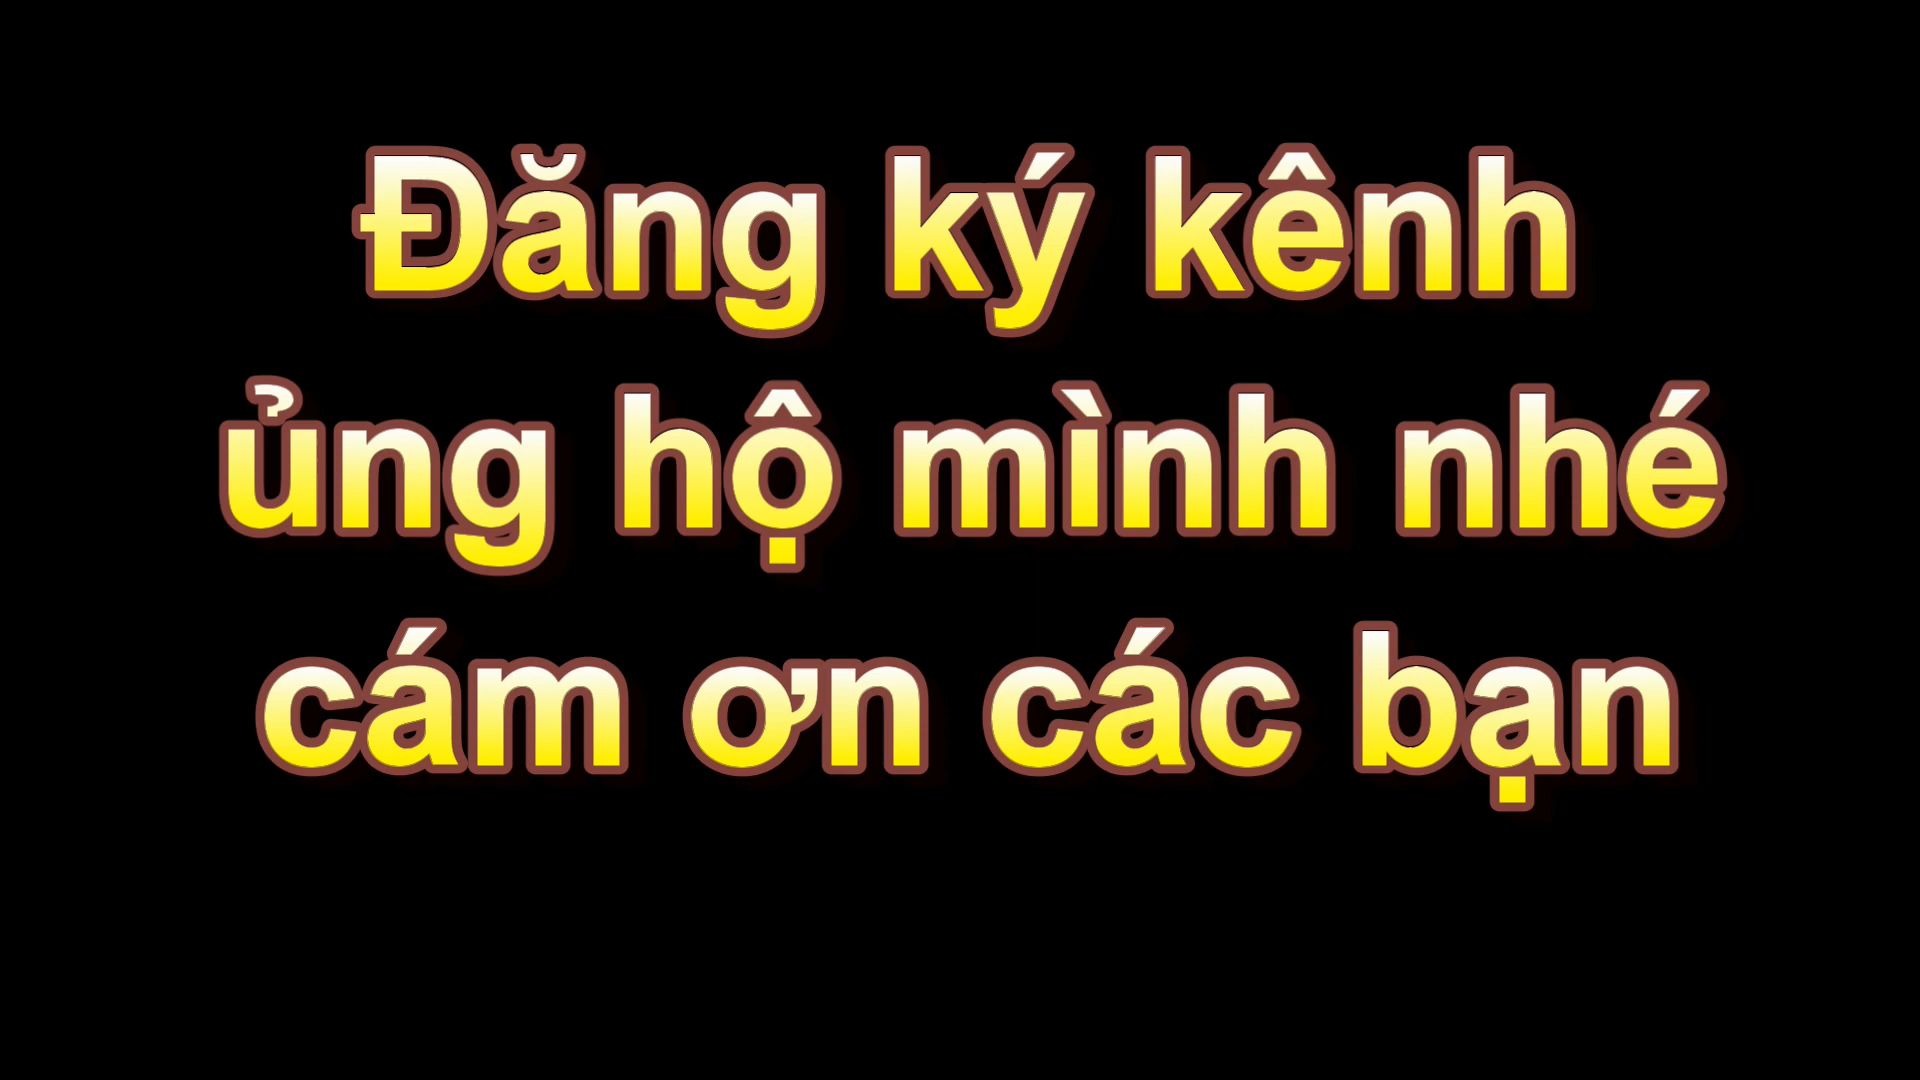 Đăng ký kênh
ủng hộ mình nhé
cám ơn các bạn